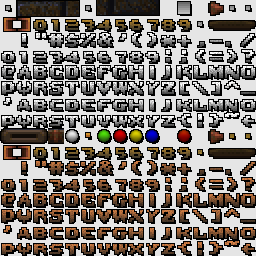 0123456789
!"#$%&'()*+,-./
0123456789:;<=>?
@ABCDEFGHIJKLMNO
PQRSTUVWXYZ[\]^_
'ABCDEFGHIJKLMNO
PQRSTUVWXYZ{|}~
0123456789
!"#$%&'()*+,-./
0123456789:;<=>?
@ABCDEFGHIJKLMNO
PQRSTUVWXYZ[\]^_
'ABCDEFGHIJKLMNO
PQRSTUVWXYZ{|}~